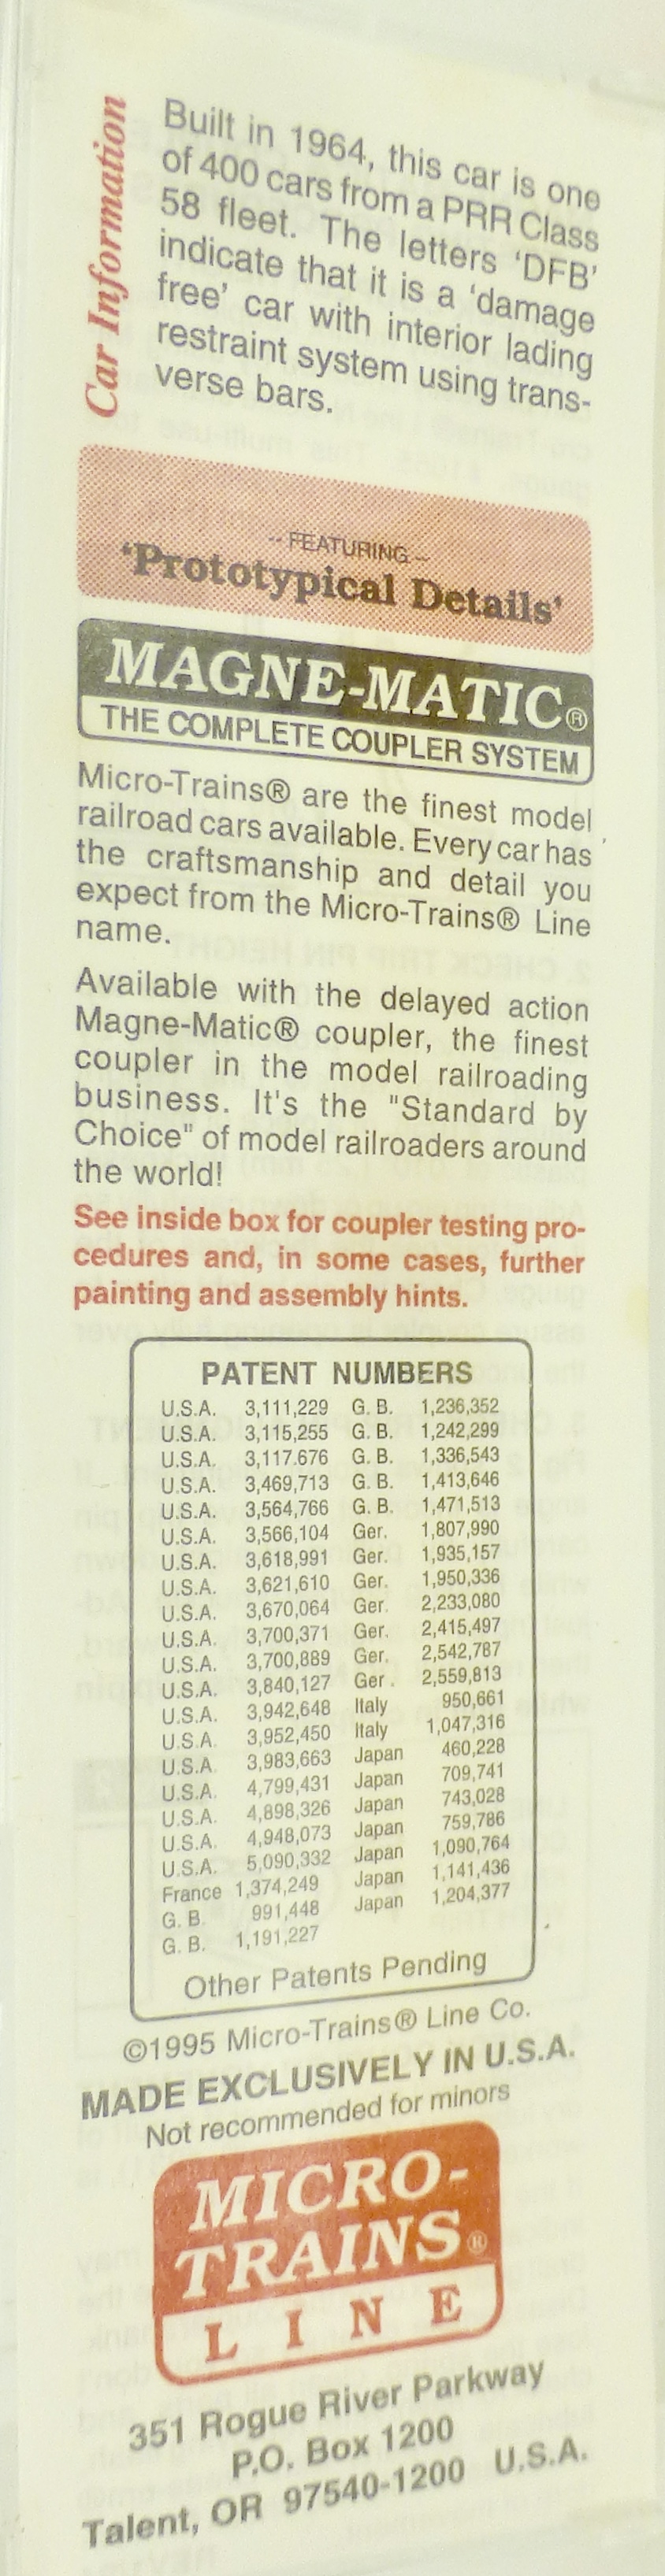 Car Information
Built in 1964, this car is one
of 400 cars from a PRR Class
58 fleet. The letters ‘DFB’
indicate that it is a ‘damage
free’ car with interior lading
restraint system using trans-
verse bars.
-- FEATURING --
‘Prototypical Details’
MAGNE-MATIC®
THE COMPLETE COUPLER SYSTEM
Micro-Trains® are the finest model
railroad cars available. Every car has
the craftsmanship and detail you
expect from the Micro-Trains® Line
name.
Available with the delayed action
Magne-Matic® coupler, the finest
coupler in the model railroading
business. It's the "Standard by
Choice" of model railroaders around
the world!
See inside box for coupler testing pro-
cedures and, in some cases, further
painting and assembly hints.
PATENT NUMBERS
U.S.A. 3,111,229 G. B. 1,236,352
U.S.A. 3,115,255 G. B. 1,242,299
U.S.A. 3,117.676 G. B. 1,336,543
U.S.A. 3,469,713 G. B. 1,413,646
U.S.A. 3,564,766 G. B. 1,471,513
U.S.A. 3,566,104 Ger. 1,807,990
U.S.A. 3,618,991 Ger. 1,935,157
U.S.A. 3,621,610 Ger. 1,950,336
U.S.A. 3,670,064 Ger. 2,233,080
U.S.A. 3,700,371 Ger. 2,415,497
U.S.A. 3,700,889 Ger. 2,542,787
U.S.A. 3,840,127 Ger . 2,559,813
U.S.A. 3,942,648 Italy 950,661
U.S.A. 3,952,450 Italy 1,047,316
U.S.A 3,983,663 Japan 460,228
U.S.A. 4,799,431 Japan 709,741
U.S.A. 4,898,326 Japan 743,028
U.S.A. 4,948,073 Japan 759,786
U.S.A. 5,090,332 Japan 1,090,764
France 1,374,249 Japan 1,141,436
G. B. 991,448 Japan 1,204,377
G. B. 1,191,227
Other Patents Pending
©1995 Micro-Trains® Line Co.
MADE EXCLUSIVELY IN U.S.A.
Not recommended for minors
MICRO-
TRAINS®
LINE
351 Rogue River Parkway
P.O. Box 1200
Talent, OR 97540-1200 U.S.A.